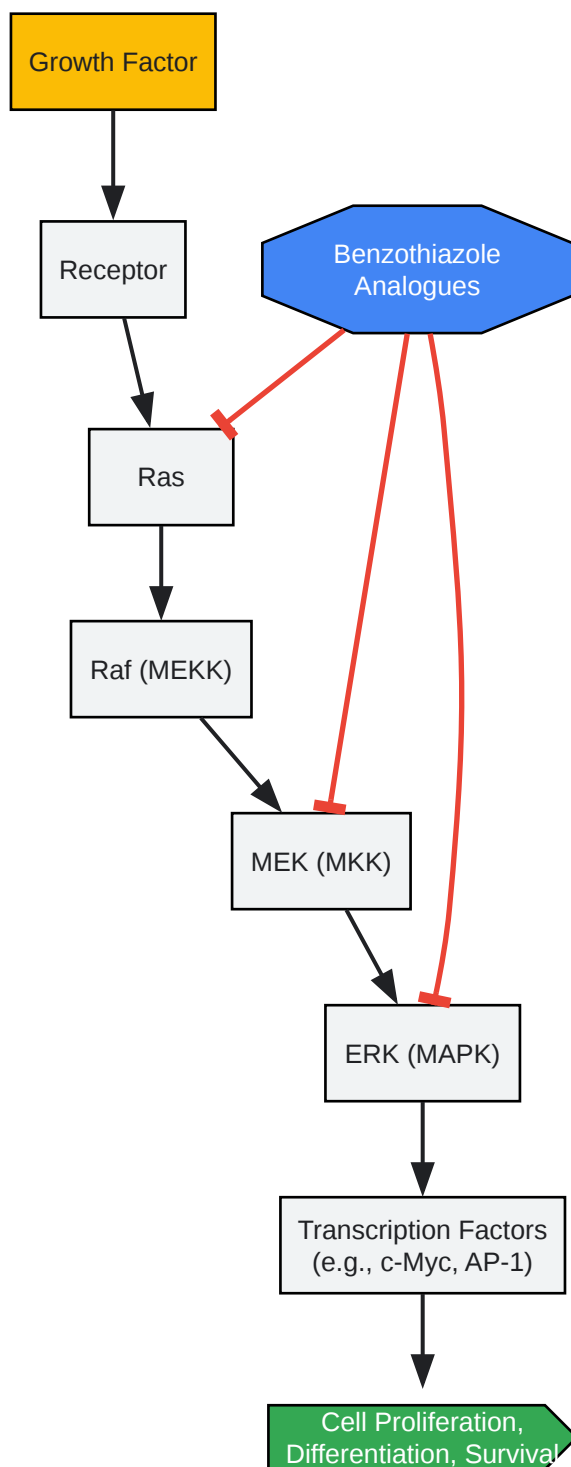 Growth Factor
Benzothiazole
Analogues
Receptor
Ras
Raf (MEKK)
MEK (MKK)
ERK (MAPK)
Transcription Factors
(e.g., c-Myc, AP-1)
Cell Proliferation,
Differentiation, Survival